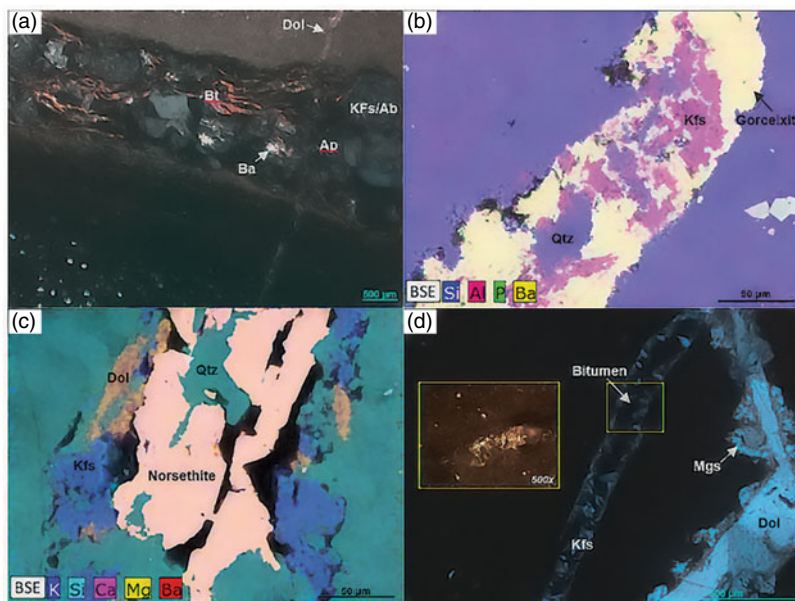 (a)
Dol
Bt
KFs/Ab
Ap
Ba
500 µm
(b)
Kfs
Gorceixit
Qtz
BSE Si Al P Ba
50 µm
(c)
Qtz
Dol
Kfs
Norsethite
BSE K Si Ca Mg Ba
50 µm
(d)
Bitumen
500x
Mgs
Dol
Kfs